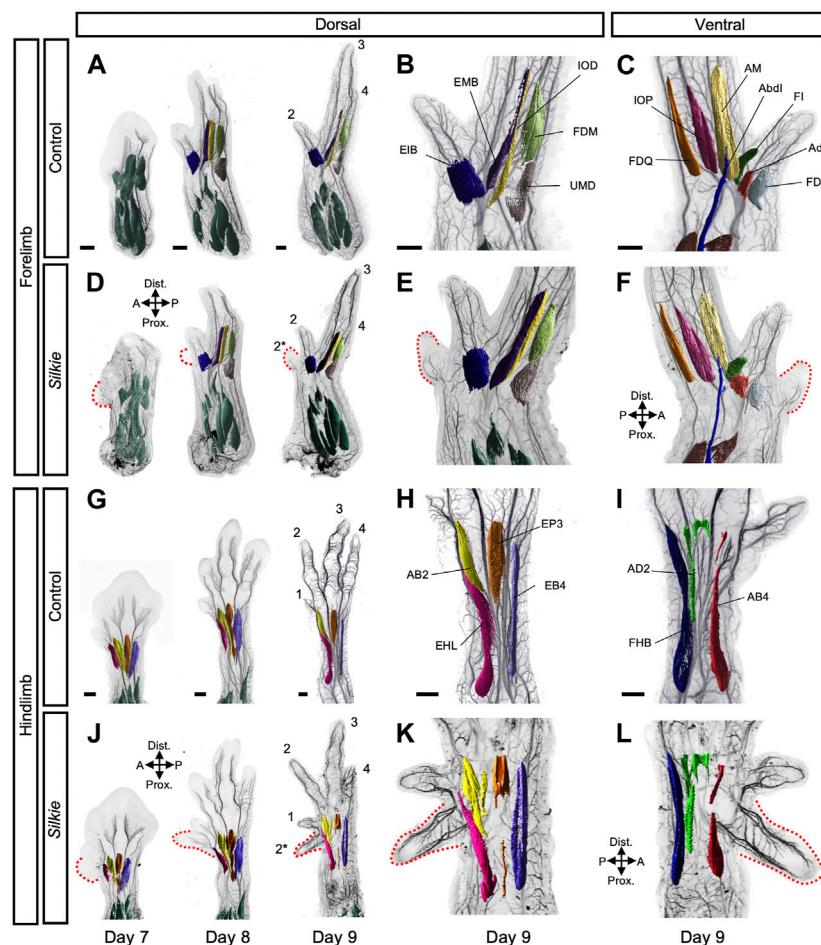 Dorsal
Ventral
Forelimb
Control
Silkie
Hindlimb
Control
Silkie
A
2
3
4
B
EMB
IOD
EIB
FDM
UMD
C
AM
AbdI
IOP
FI
Ad
FDQ
FD
D
Dist.
A P
Prox.
2
3
4
2*
E
F
Dist.
P A
Prox.
G
1
2
3
4
H
EP3
AB2
EB4
EHL
I
AD2
AB4
FHB
J
Dist.
A P
Prox.
1
2
3
4
2*
K
L
Dist.
P A
Prox.
Day 7
Day 8
Day 9
Day 9
Day 9